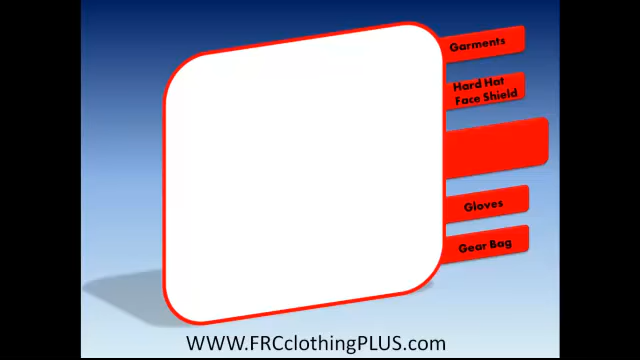 Garments
Hard Hat
Face Shield
Gloves
Gear Bag
WWW.FRCclothingPLUS.com